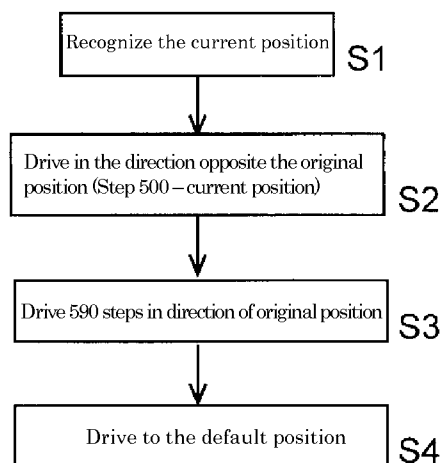 Recognize the current position
S1
Drive in the direction opposite the original
position (Step 500 – current position)
S2
Drive 590 steps in direction of original position
S3
Drive to the default position
S4